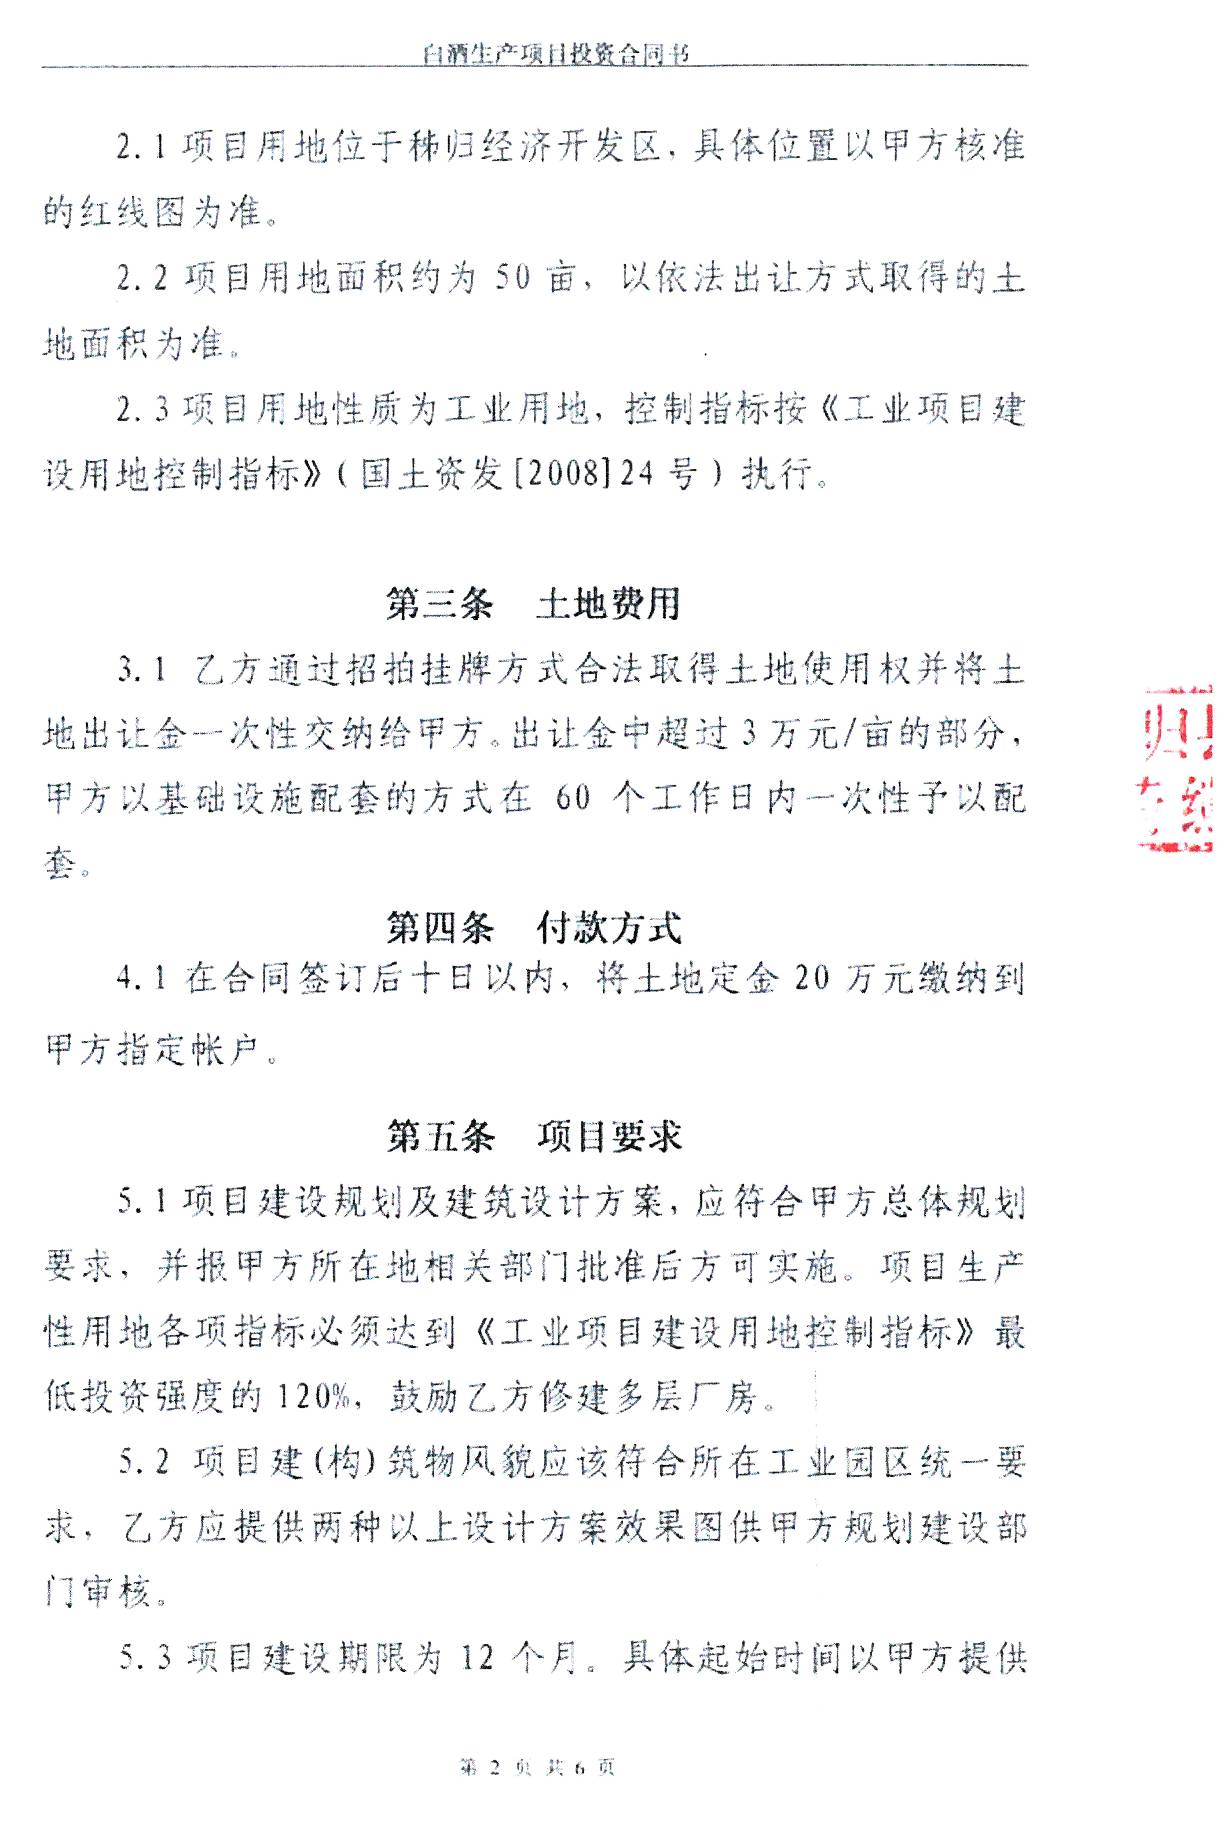 白酒生产项目投资合同书
2.1项目用地位于秭归经济开发区，具体位置以甲方核准
的红线图为准。
2.2 项目用地面积约为 50 亩，以依法出让方式取得的土
地面积为准。
2.3项目用地性质为工业用地，控制指标按《工业项目建
设用地控制指标》（国土资发[2008]24号）执行。
第三条 土地费用
3.1 乙方通过招拍挂牌方式合法取得土地使用权并将土
地出让金一次性交纳给甲方。出让金中超过3万元/亩的部分，
甲方以基础设施配套的方式在 60 个工作日内一次性予以配
套。
第四条 付款方式
4.1 在合同签订后十日以内，将土地定金 20 万元缴纳到
甲方指定帐户。
第五条 项目要求
5.1项目建设规划及建筑设计方案，应符合甲方总体规划
要求，并报甲方所在地相关部门批准后方可实施。项目生产
性用地各项指标必须达到《工业项目建设用地控制指标》最
低投资强度的120%，鼓励乙方修建多层厂房。
5.2 项目建(构)筑物风貌应该符合所在工业园区统一要
求，乙方应提供两种以上设计方案效果图供甲方规划建设部
门审核。
5.3项目建设期限为 12 个月。具体起始时间以甲方提供
归
第 2 页 共 6 页